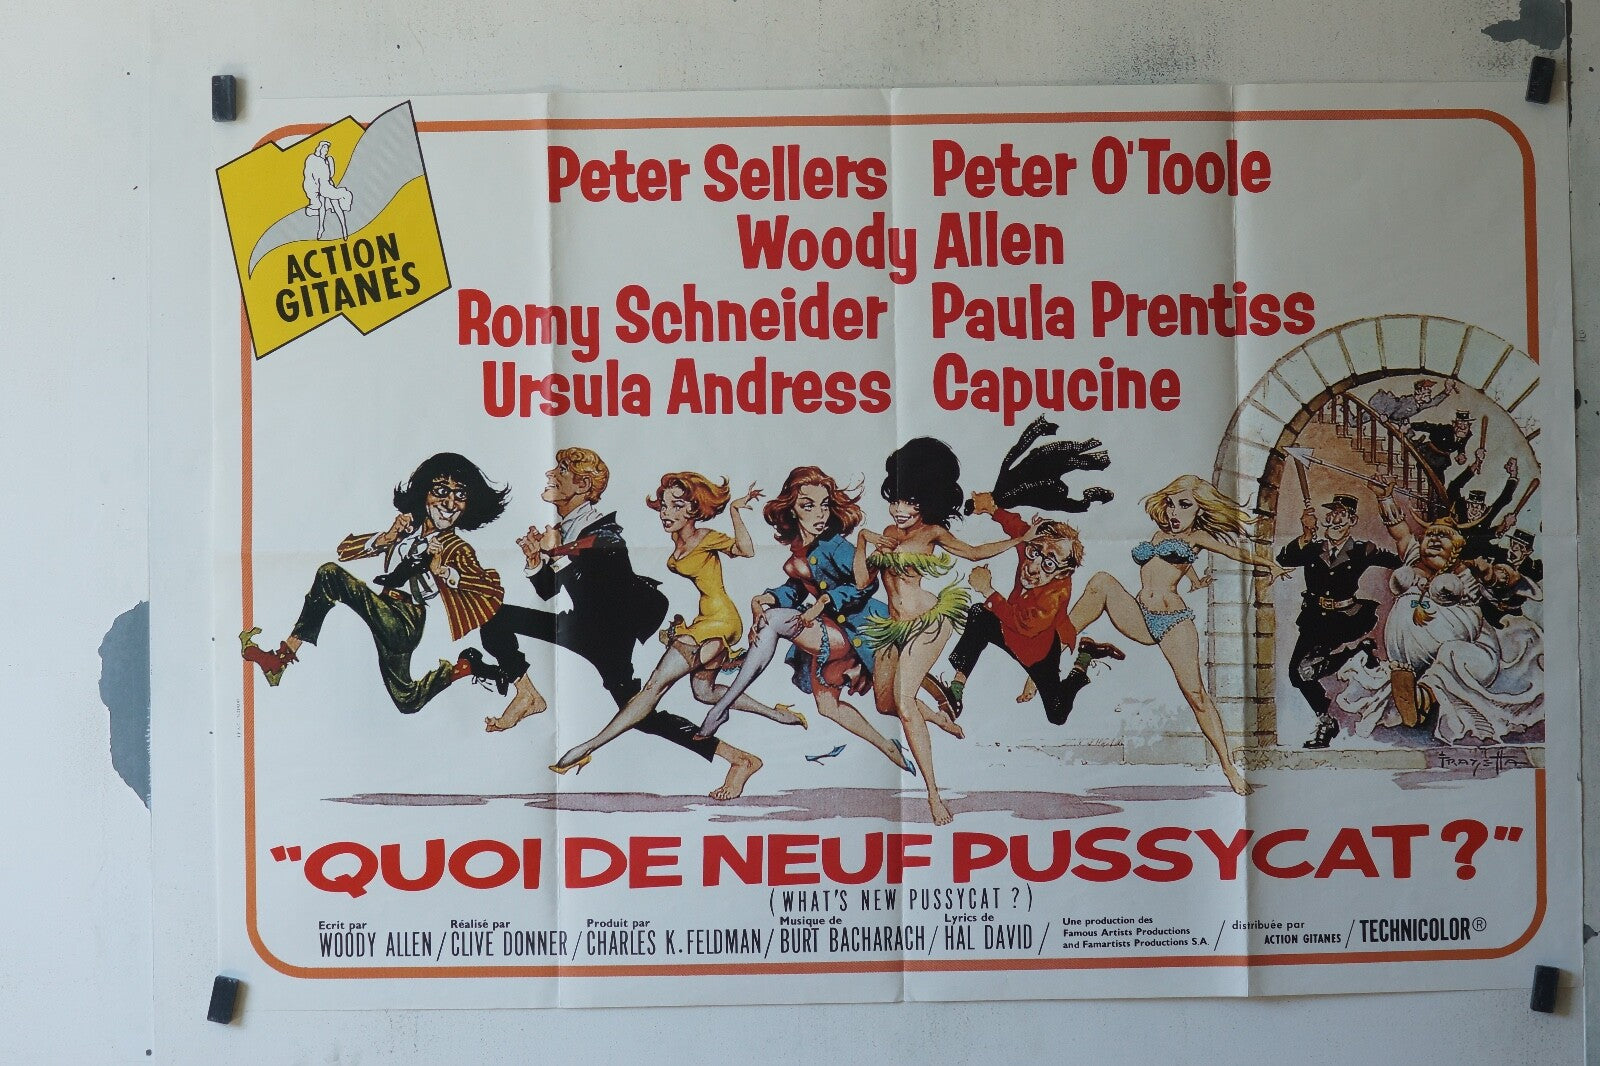 ACTION
GITANES
Peter Sellers Peter O'Toole
Woody Allen
Romy Schneider Paula Prentiss
Ursula Andress Capucine
FRAZETTA
"QUOI DE NEUF PUSSYCAT?"
(WHAT'S NEW PUSSYCAT ?)
Ecrit par WOODY ALLEN / Réalisé par CLIVE DONNER / Produit par CHARLES K. FELDMAN / Musique de BURT BACHARACH / Lyrics de HAL DAVID /
Une production des
Famous Artists Productions
and Famartists Productions S.A. /
distribuée par
ACTION GITANES / TECHNICOLOR®